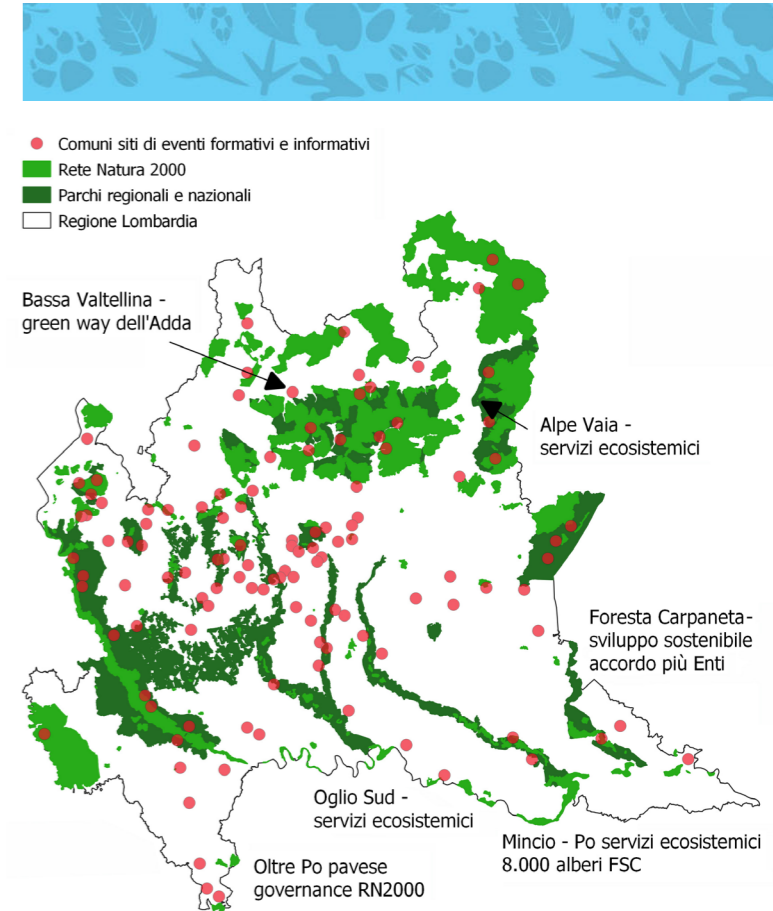 Comuni siti di eventi formativi e informativi
Rete Natura 2000
Parchi regionali e nazionali
Regione Lombardia
Bassa Valtellina -
green way dell'Adda
Alpe Vaia -
servizi ecosistemici
Foresta Carpaneta-
sviluppo sostenibile
accordo più Enti
Oglio Sud -
servizi ecosistemici
Mincio - Po servizi ecosistemici
8.000 alberi FSC
Oltre Po pavese
governance RN2000